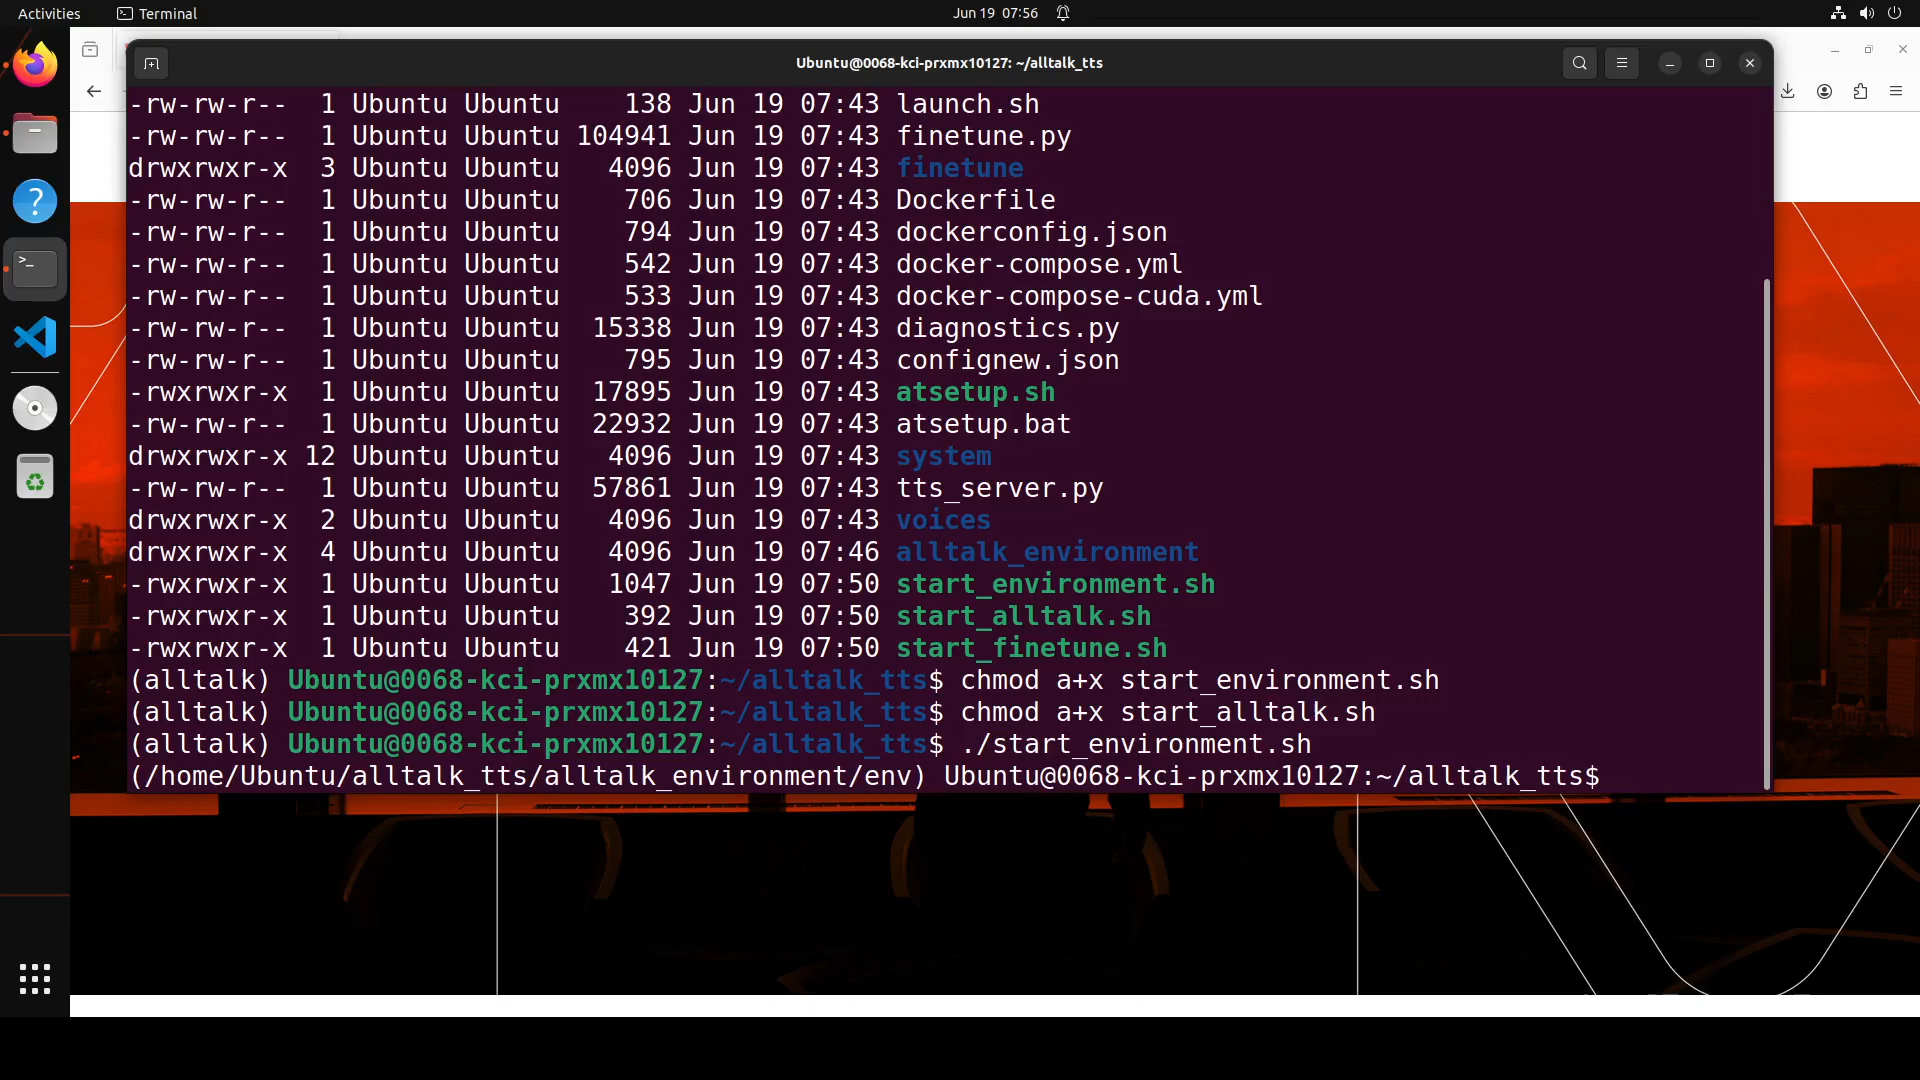 Activities
Terminal
Jun 19 07:56
Ubuntu@0068-kci-prxmx10127: ~/alltalk_tts
-rw-rw-r-- 1 Ubuntu Ubuntu 138 Jun 19 07:43 launch.sh
-rw-rw-r-- 1 Ubuntu Ubuntu 104941 Jun 19 07:43 finetune.py
drwxrwxr-x 3 Ubuntu Ubuntu 4096 Jun 19 07:43 finetune
-rw-rw-r-- 1 Ubuntu Ubuntu 706 Jun 19 07:43 Dockerfile
-rw-rw-r-- 1 Ubuntu Ubuntu 794 Jun 19 07:43 dockerconfig.json
-rw-rw-r-- 1 Ubuntu Ubuntu 542 Jun 19 07:43 docker-compose.yml
-rw-rw-r-- 1 Ubuntu Ubuntu 533 Jun 19 07:43 docker-compose-cuda.yml
-rw-rw-r-- 1 Ubuntu Ubuntu 15338 Jun 19 07:43 diagnostics.py
-rw-rw-r-- 1 Ubuntu Ubuntu 795 Jun 19 07:43 confignew.json
-rwxrwxr-x 1 Ubuntu Ubuntu 17895 Jun 19 07:43 atsetup.sh
-rw-rw-r-- 1 Ubuntu Ubuntu 22932 Jun 19 07:43 atsetup.bat
drwxrwxr-x 12 Ubuntu Ubuntu 4096 Jun 19 07:43 system
-rw-rw-r-- 1 Ubuntu Ubuntu 57861 Jun 19 07:43 tts_server.py
drwxrwxr-x 2 Ubuntu Ubuntu 4096 Jun 19 07:43 voices
drwxrwxr-x 4 Ubuntu Ubuntu 4096 Jun 19 07:46 alltalk_environment
-rwxrwxr-x 1 Ubuntu Ubuntu 1047 Jun 19 07:50 start_environment.sh
-rwxrwxr-x 1 Ubuntu Ubuntu 392 Jun 19 07:50 start_alltalk.sh
-rwxrwxr-x 1 Ubuntu Ubuntu 421 Jun 19 07:50 start_finetune.sh
(alltalk) Ubuntu@0068-kci-prxmx10127:~/alltalk_tts$ chmod a+x start_environment.sh
(alltalk) Ubuntu@0068-kci-prxmx10127:~/alltalk_tts$ chmod a+x start_alltalk.sh
(alltalk) Ubuntu@0068-kci-prxmx10127:~/alltalk_tts$ ./start_environment.sh
(/home/Ubuntu/alltalk_tts/alltalk_environment/env) Ubuntu@0068-kci-prxmx10127:~/alltalk_tts$